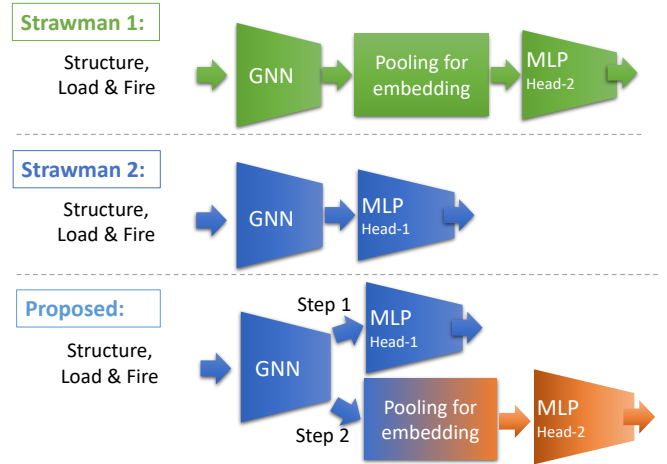 Strawman 1:
Structure,
Load & Fire
GNN
Pooling for
embedding
MLP
Head-2
Strawman 2:
Structure,
Load & Fire
GNN
MLP
Head-1
Proposed:
Structure,
Load & Fire
GNN
Step 1
MLP
Head-1
Step 2
Pooling for
embedding
MLP
Head-2